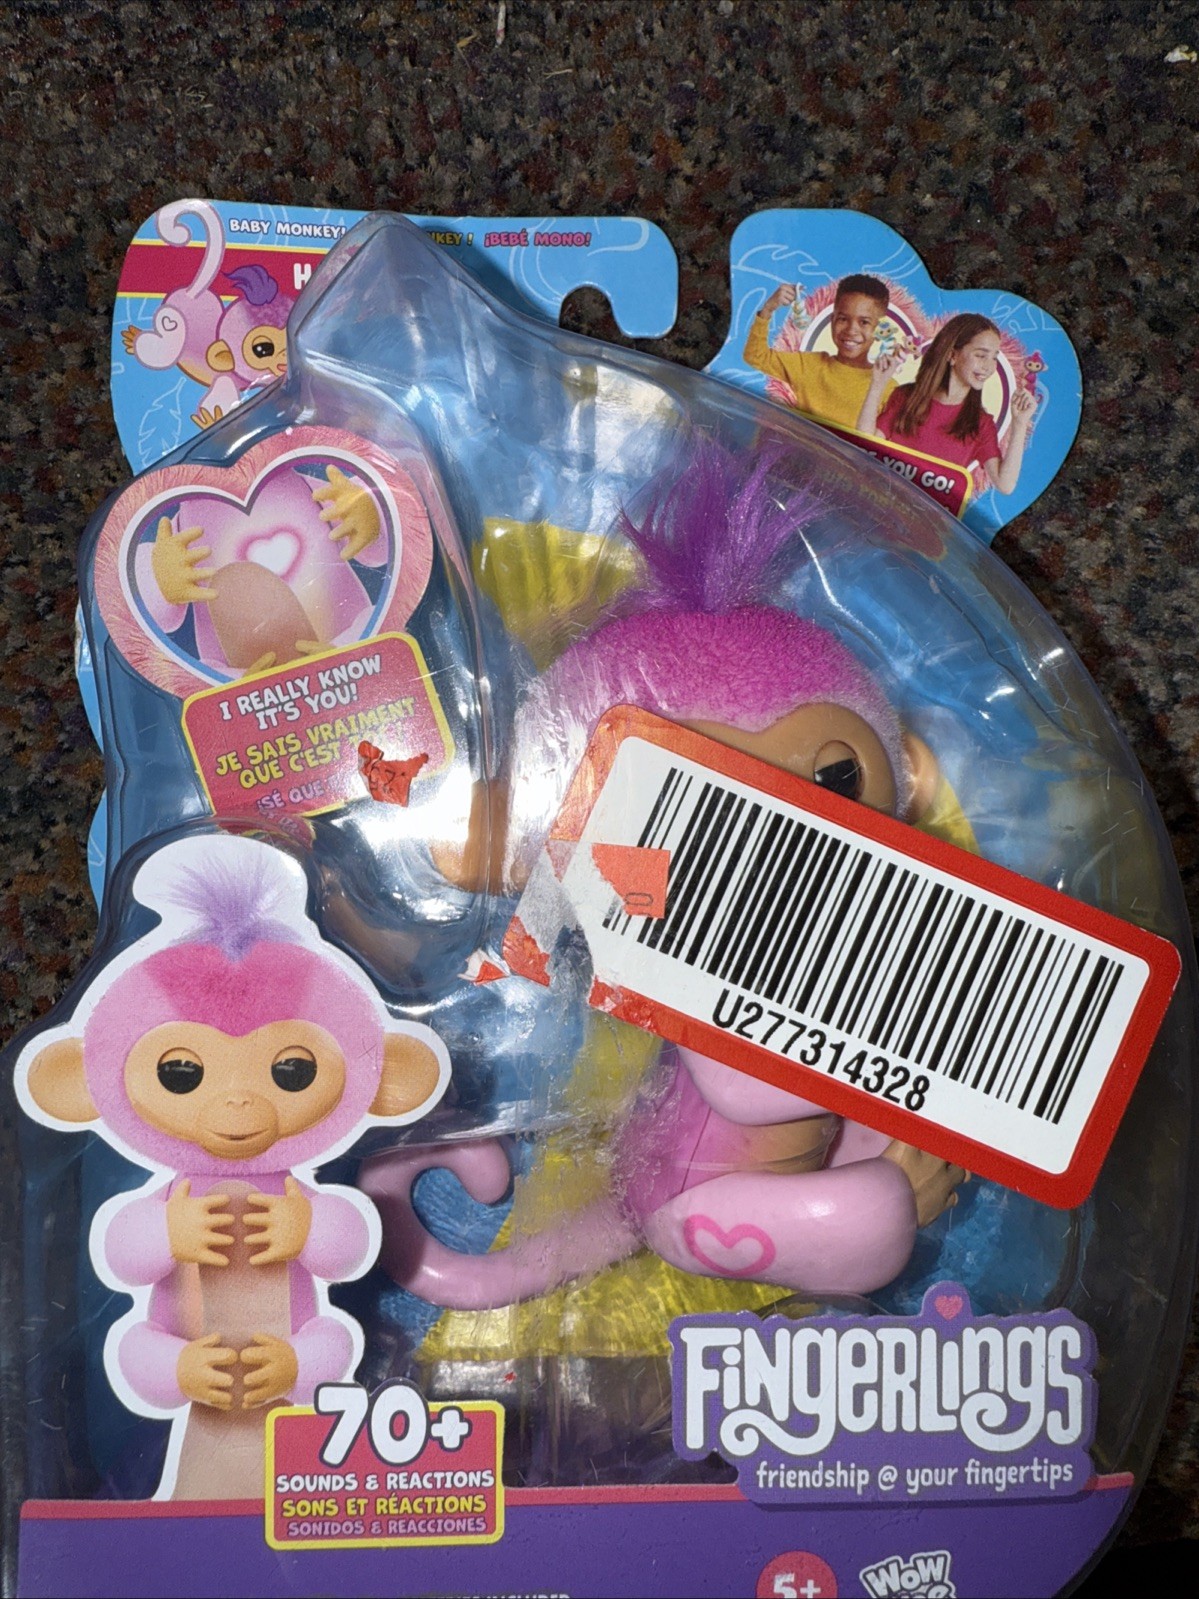 BABY MONKEY!
¡BEBÉ MONO!
YOU GO!
I REALLY KNOW
IT'S YOU!
JE SAIS VRAIMENT
QUE C'EST
U277314328
FINGERLINGS
friendship @ your fingertips
70+
SOUNDS & REACTIONS
SONS ET RÉACTIONS
SONIDOS & REACCIONES
5+
WOW